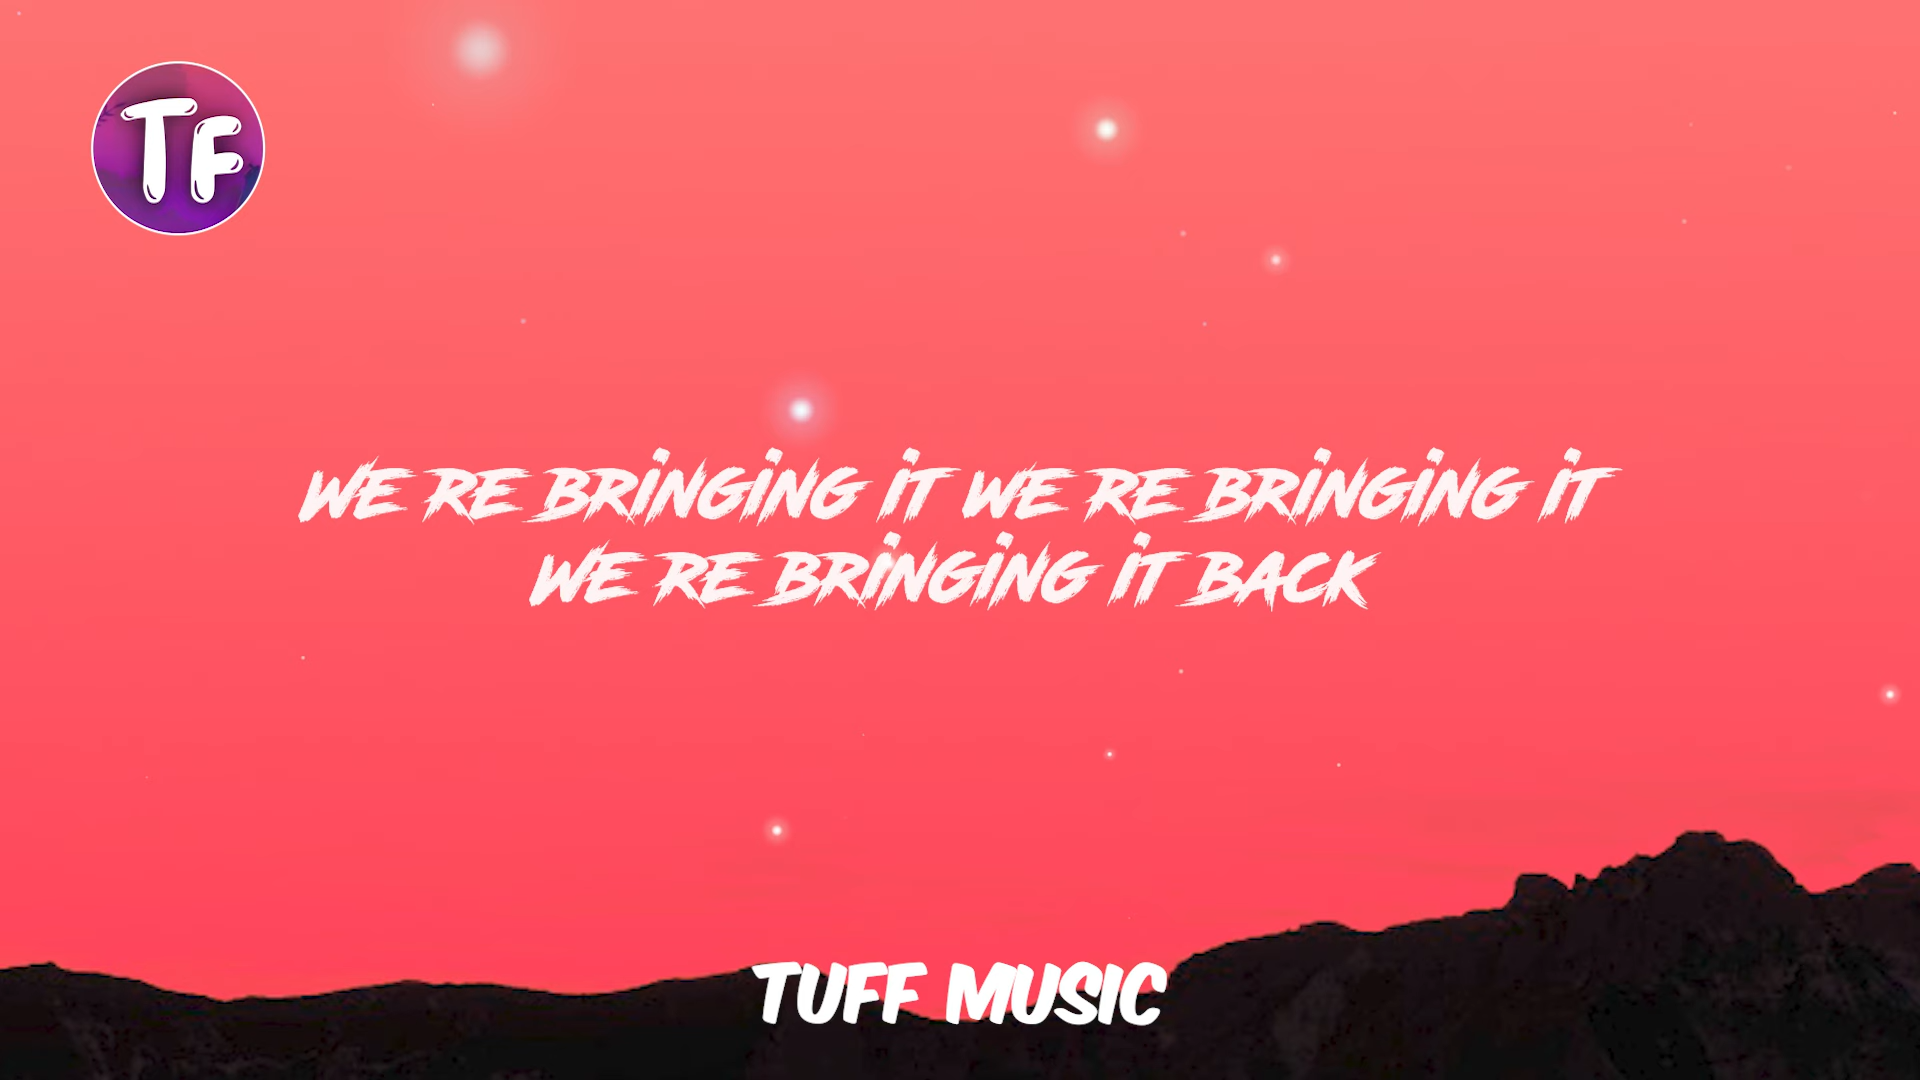 TF
WE RE BRINGING IT WE RE BRINGING IT
WE RE BRINGING IT BACK
TUFF MUSIC